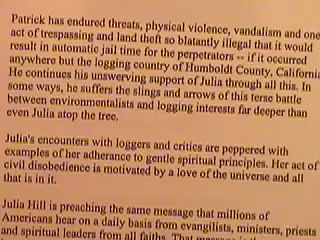 Patrick has endured threats, physical violence, vandalism and one
act of trespassing and land theft so blatantly illegal that it would
result in automatic jail time for the perpetrators -- if it occurred
anywhere but the logging country of Humboldt County, California
He continues his unswerving support of Julia through all this. In
some ways, he suffers the slings and arrows of this terse battle
between environmentalists and logging interests far deeper than
even Julia atop the tree.
Julia's encounters with loggers and critics are peppered with
examples of her adherence to gentle spiritual principles. Her act of
civil disobedience is motivated by a love of the universe and all
that is in it.
Julia Hill is preaching the same message that millions of
Americans hear on a daily basis from evangilists, ministers, priests
and spiritual leaders from all faiths. That message is